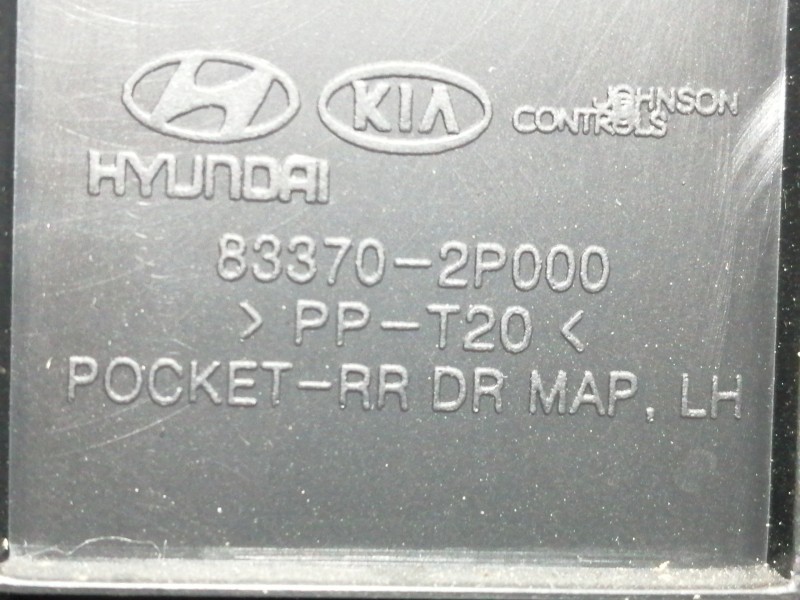 KIA
JOHNSON
CONTROLS
HYUNDAI
83370-2P000
> PP-T20 <
POCKET-RR DR MAP, LH